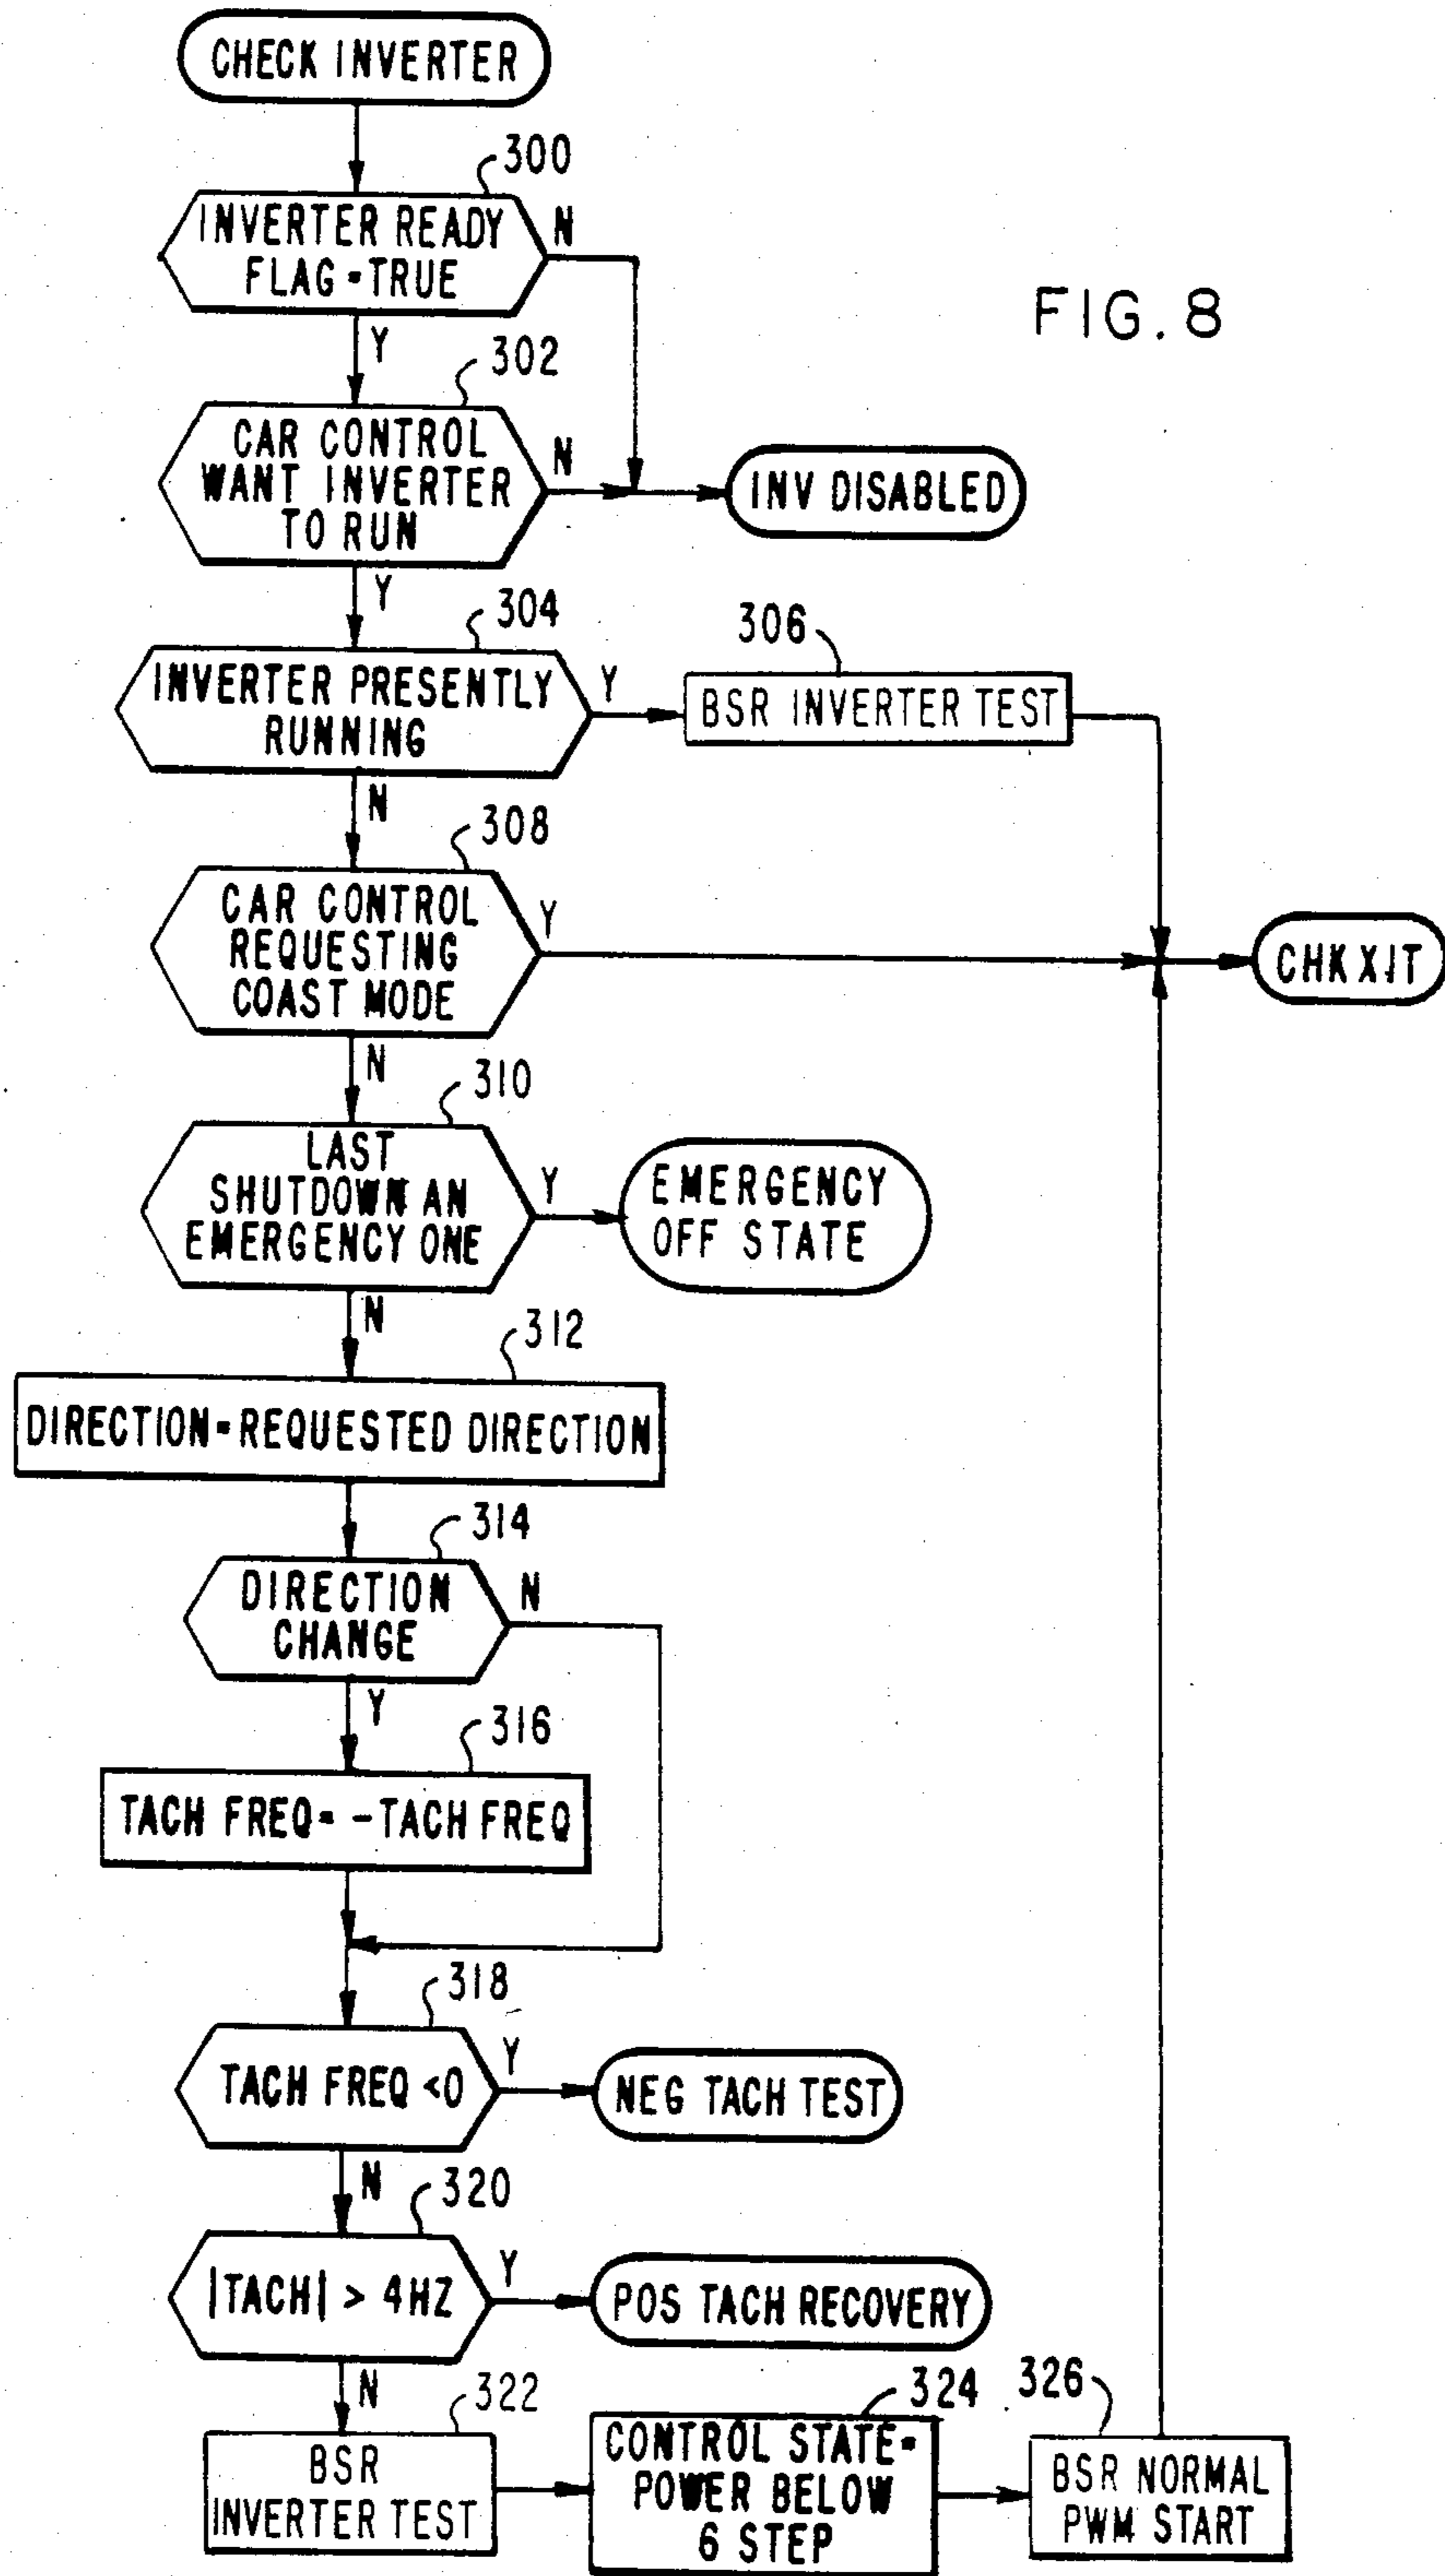 CHECK INVERTER
300
INVERTER READY
FLAG=TRUE
N
Y
FIG. 8
302
CAR CONTROL
WANT INVERTER
TO RUN
N
INV DISABLED
Y
304
INVERTER PRESENTLY
RUNNING
Y
306
BSR INVERTER TEST
N
308
CAR CONTROL
REQUESTING
COAST MODE
Y
CHKXIT
N
310
LAST
SHUTDOWN AN
EMERGENCY ONE
Y
EMERGENCY
OFF STATE
N
312
DIRECTION=REQUESTED DIRECTION
314
DIRECTION
CHANGE
N
Y
316
TACH FREQ= -TACH FREQ
318
TACH FREQ <0
Y
NEG TACH TEST
N
320
|TACH| > 4HZ
Y
POS TACH RECOVERY
N
322
BSR
INVERTER TEST
324
CONTROL STATE=
POWER BELOW
6 STEP
326
BSR NORMAL
PWM START